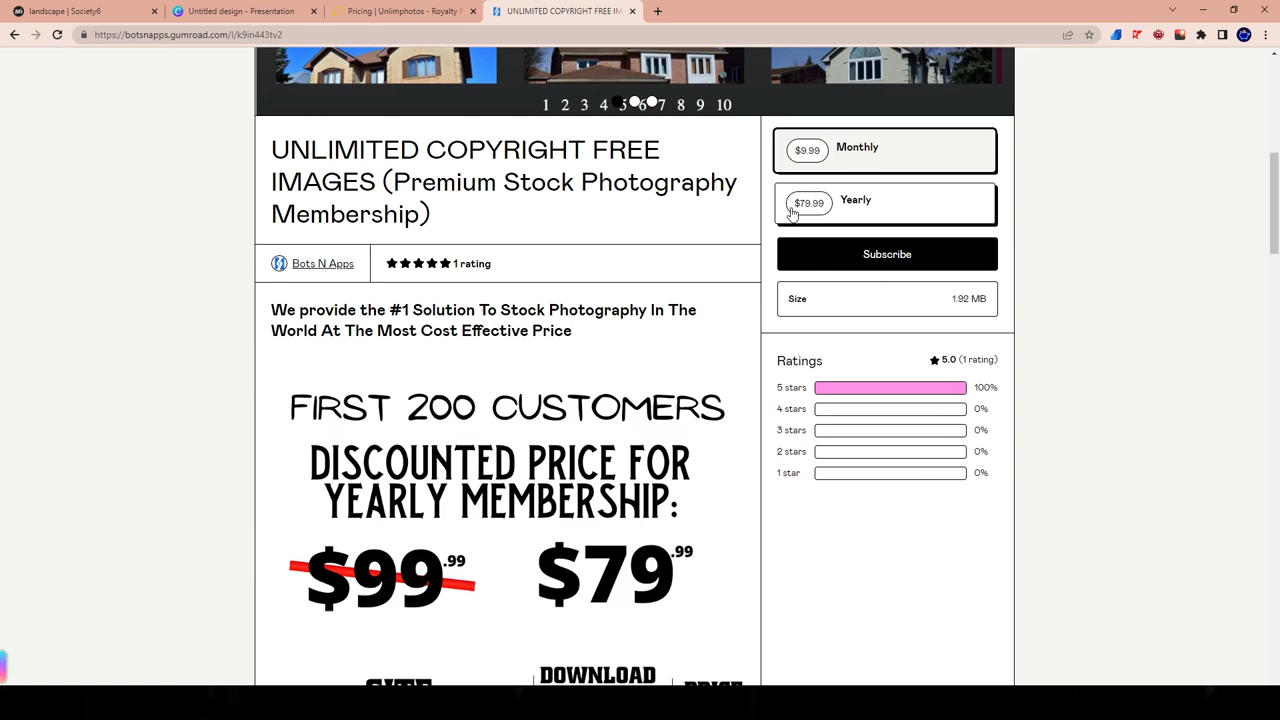 landscape | Society6
Untitled design - Presentation
Pricing | Unlimphotos - Royalty F
UNLIMITED COPYRIGHT FREE IM
https://botsnapps.gumroad.com/l/k9in443tv2
1 2 3 4 5 6 7 8 9 10
UNLIMITED COPYRIGHT FREE
IMAGES (Premium Stock Photography
Membership)
Bots N Apps
1 rating
We provide the #1 Solution To Stock Photography In The
World At The Most Cost Effective Price
FIRST 200 CUSTOMERS
DISCOUNTED PRICE FOR
YEARLY MEMBERSHIP:
$99.99 $79.99
SITE
DOWNLOAD
PRICE
$9.99 Monthly
$79.99 Yearly
Subscribe
Size 1.92 MB
Ratings 5.0 (1 rating)
5 stars 100%
4 stars 0%
3 stars 0%
2 stars 0%
1 star 0%